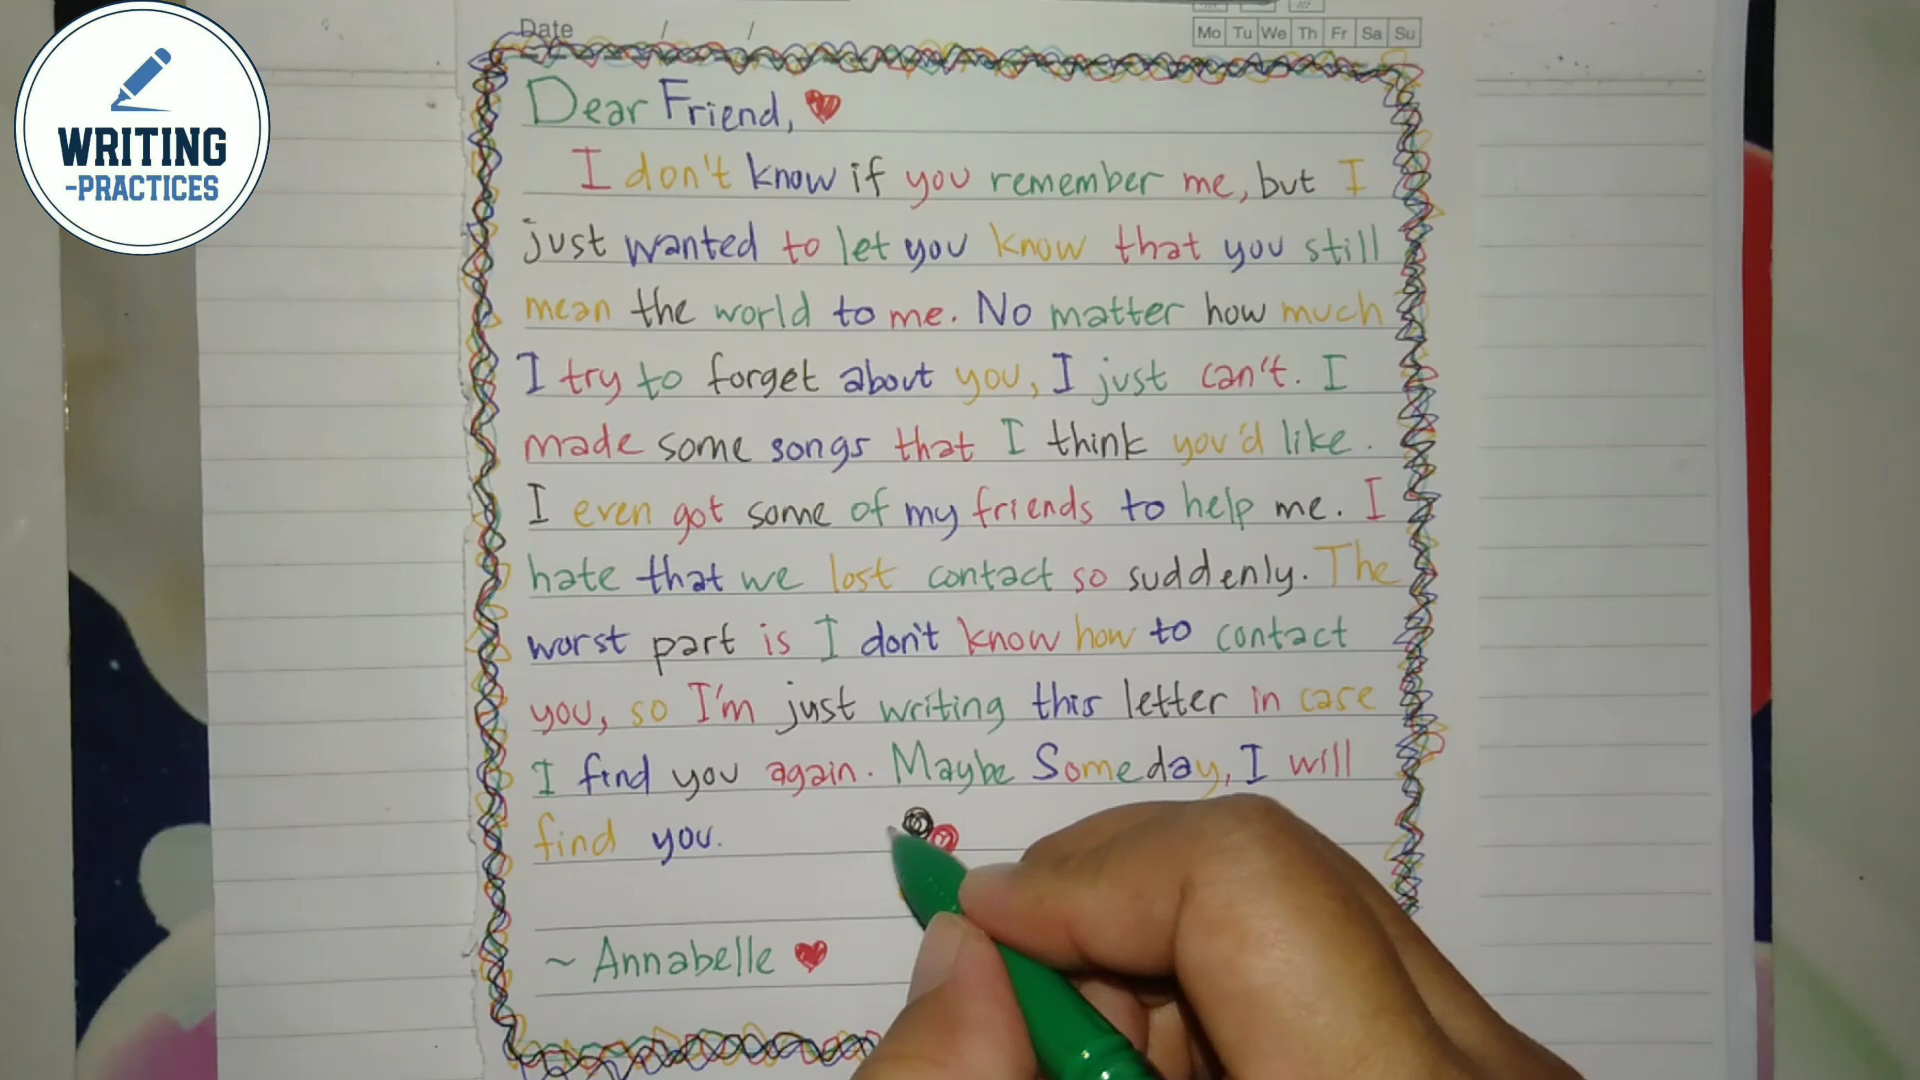 WRITING
-PRACTICES
Date / /
Mo Tu We Th Fr Sa Su
Dear Friend,
I don't know if you remember me, but I
just wanted to let you know that you still
mean the world to me. No matter how much
I try to forget about you, I just can't. I
made some songs that I think you'd like.
I even got some of my friends to help me. I
hate that we lost contact so suddenly. The
worst part is I don't know how to contact
you, so I'm just writing this letter in case
I find you again. Maybe Someday, I will
find you.
~ Annabelle